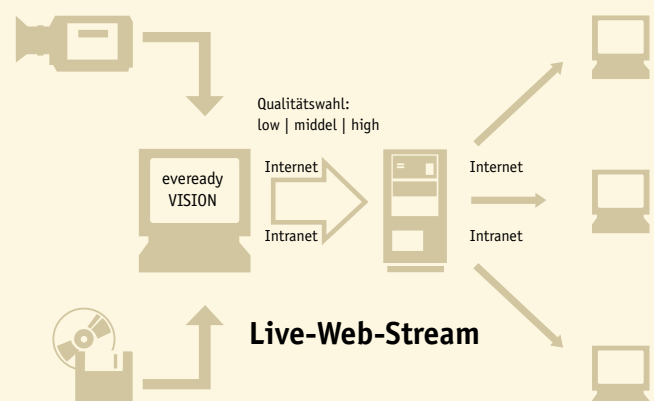 Qualitätswahl:
low | middel | high
eveready
VISION
Internet
Intranet
Internet
Intranet
Live-Web-Stream